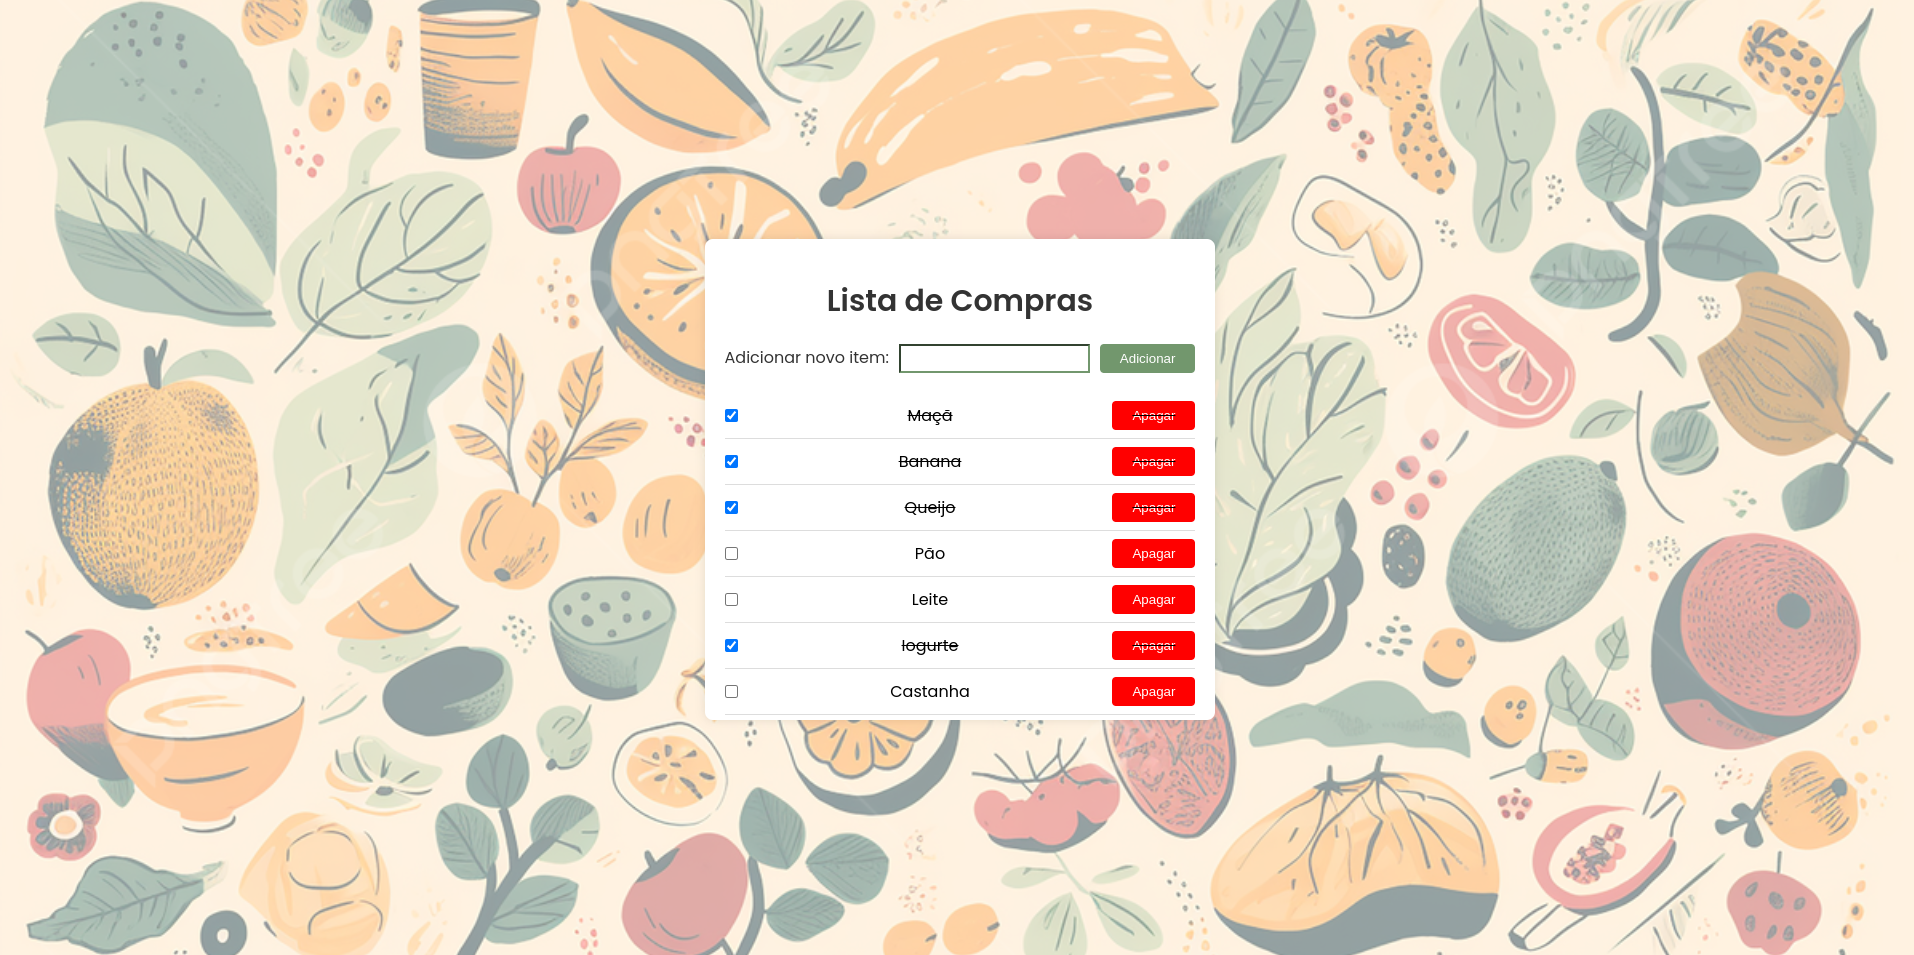 Lista de Compras
Adicionar novo item: Adicionar
Maçã Apagar
Banana Apagar
Queijo Apagar
Pão Apagar
Leite Apagar
Iogurte Apagar
Castanha Apagar